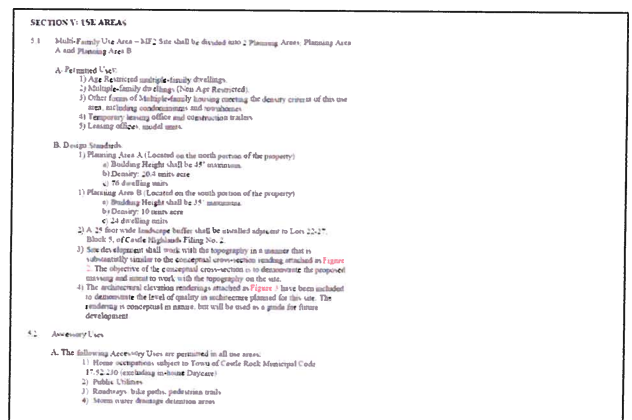 SECTION V: USE AREAS
5.1 Multi-Family Use Area – MF2 Site shall be divided into 2 Planning Areas, Planning Area
A and Planning Area B
A. Permitted Uses:
1) Age Restricted multiple-family dwellings.
2) Multiple-family dwellings (Non Age Restricted).
3) Other forms of Multiple-family housing meeting the density criteria of this use
area, including condominiums and townhomes
4) Temporary leasing office and construction trailers
5) Leasing offices, model units.
B. Design Standards
1) Planning Area A (Located on the north portion of the property)
a) Building Height shall be 45' maximum.
b) Density: 20.4 units acre
c) 76 dwelling units
1) Planning Area B (Located on the south portion of the property)
a) Building Height shall be 35' maximum.
b) Density: 10 units acre
c) 24 dwelling units
2) A 25 foot wide landscape buffer shall be installed adjacent to Lots 22-27,
Block 5, of Castle Highlands Filing No. 2.
3) Site development shall work with the topography in a manner that is
substantially similar to the conceptual cross-section rending attached as Figure
2. The objective of the conceptual cross-section is to demonstrate the proposed
massing and intent to work with the topography on the site.
4) The architectural elevation renderings attached as Figure 3 have been included
to demonstrate the level of quality in architecture planned for this site. The
rendering is conceptual in nature, but will be used as a guide for future
development
5.2 Accessory Uses
A. The following Accessory Uses are permitted in all use areas:
1) Home occupations subject to Town of Castle Rock Municipal Code
17.52.230 (excluding in-home Daycare)
2) Public Utilities
3) Roadways, bike paths, pedestrian trails
4) Storm water drainage detention areas